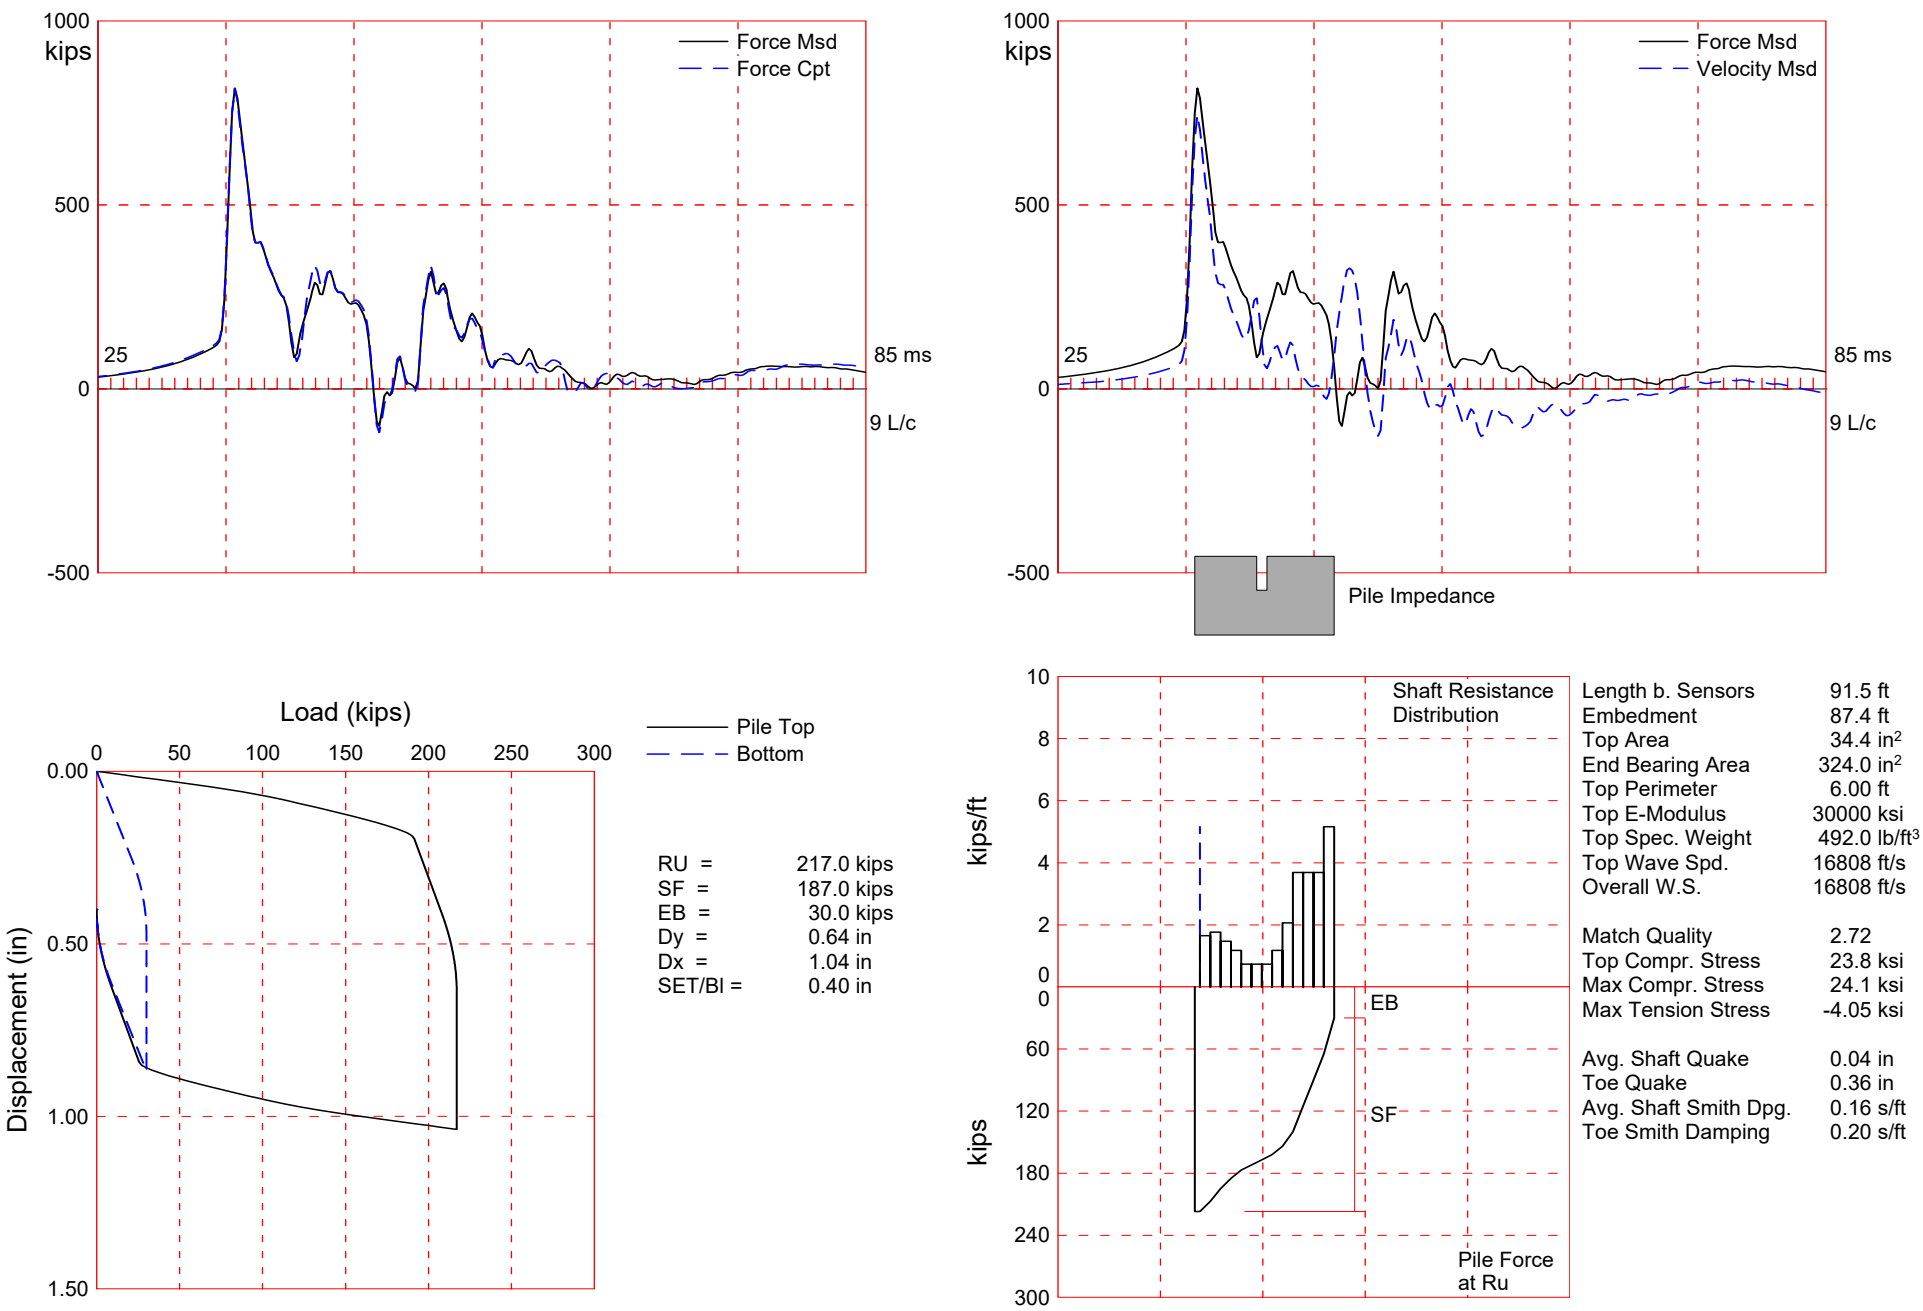 1000
kips
500
0
-500
Force Msd
Force Cpt
25
85 ms
9 L/c
1000
kips
500
0
-500
Force Msd
Velocity Msd
25
85 ms
9 L/c
Pile Impedance
Load (kips)
0 50 100 150 200 250 300
0.00
0.50
1.00
1.50
Displacement (in)
Pile Top
Bottom
RU = 217.0 kips
SF = 187.0 kips
EB = 30.0 kips
Dy = 0.64 in
Dx = 1.04 in
SET/Bl = 0.40 in
10
8
6
4
2
0
kips/ft
Shaft Resistance
Distribution
0
60
120
180
240
300
kips
EB
SF
Pile Force
at Ru
Length b. Sensors 91.5 ft
Embedment 87.4 ft
Top Area 34.4 in²
End Bearing Area 324.0 in²
Top Perimeter 6.00 ft
Top E-Modulus 30000 ksi
Top Spec. Weight 492.0 lb/ft³
Top Wave Spd. 16808 ft/s
Overall W.S. 16808 ft/s
Match Quality 2.72
Top Compr. Stress 23.8 ksi
Max Compr. Stress 24.1 ksi
Max Tension Stress -4.05 ksi
Avg. Shaft Quake 0.04 in
Toe Quake 0.36 in
Avg. Shaft Smith Dpg. 0.16 s/ft
Toe Smith Damping 0.20 s/ft